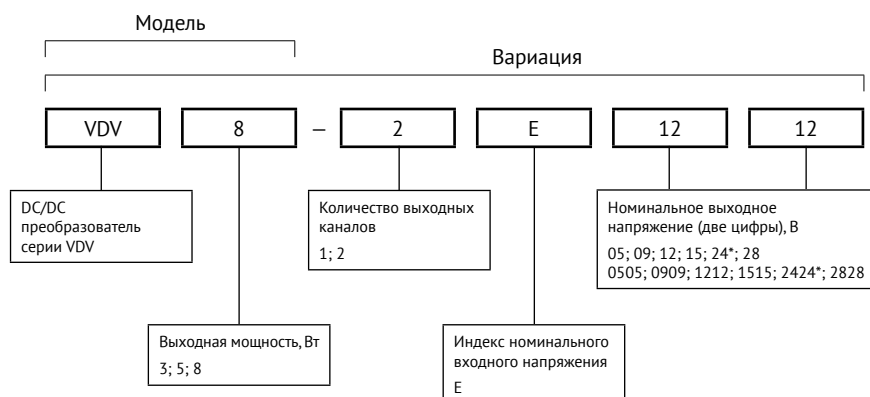 Модель
Вариация
VDV 8 – 2 E 12 12
DC/DC
преобразователь
серии VDV
Количество выходных
каналов
1; 2
Номинальное выходное
напряжение (две цифры), В
05; 09; 12; 15; 24*; 28
0505; 0909; 1212; 1515; 2424*; 2828
Выходная мощность, Вт
3; 5; 8
Индекс номинального
входного напряжения
E